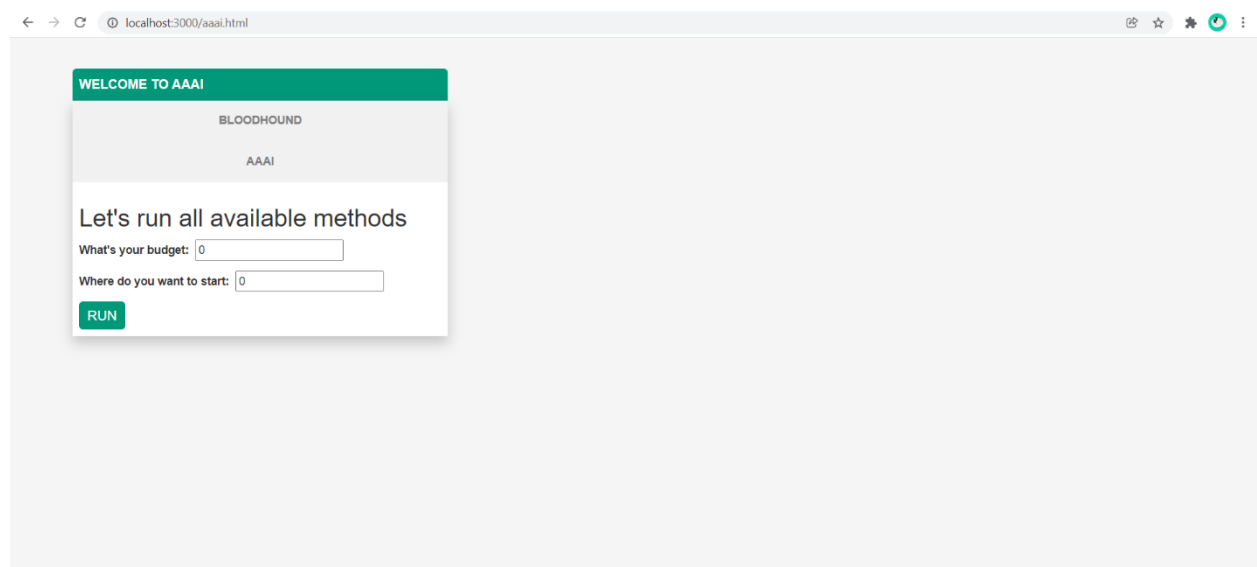 localhost:3000/aaai.html
WELCOME TO AAAI
BLOODHOUND
AAAI
Let's run all available methods
What's your budget: 0
Where do you want to start: 0
RUN